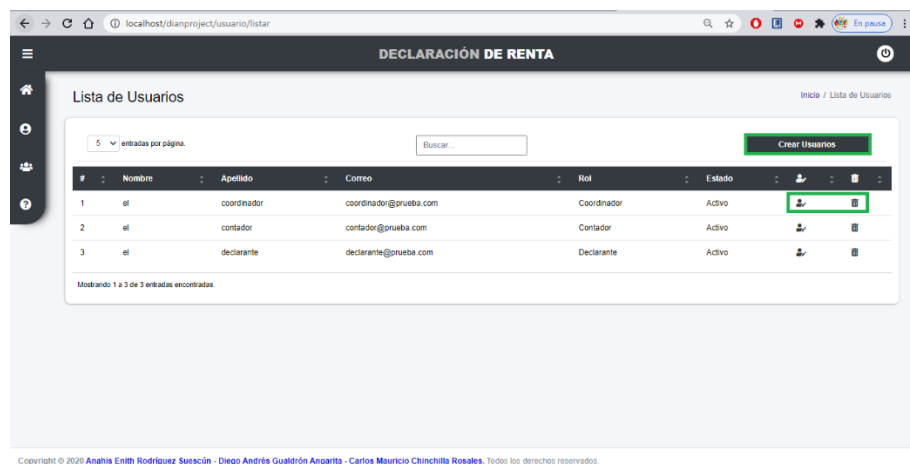 localhost/dianproject/usuario/listar
En pausa
DECLARACIÓN DE RENTA
Lista de Usuarios
Inicio / Lista de Usuarios
5 entradas por página.
Buscar...
Crear Usuarios
# Nombre Apellido Correo Rol Estado
1 el coordinador coordinador@prueba.com Coordinador Activo
2 el contador contador@prueba.com Contador Activo
3 el declarante declarante@prueba.com Declarante Activo
Mostrando 1 a 3 de 3 entradas encontradas.
Copyright © 2020 Anahis Enith Rodríguez Suescún - Diego Andrés Gualdrón Angarita - Carlos Mauricio Chinchilla Rosales. Todos los derechos reservados.